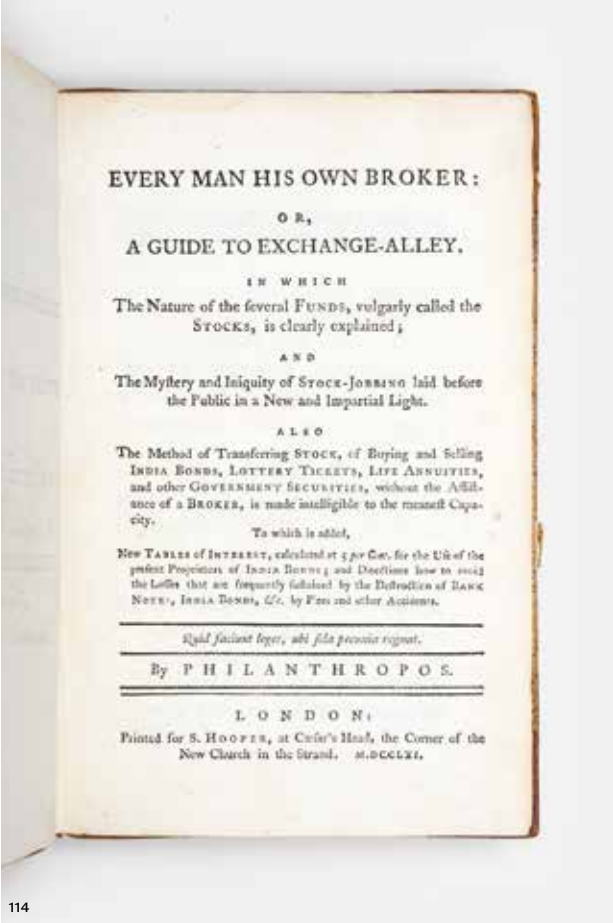 EVERY MAN HIS OWN BROKER:
OR,
A GUIDE TO EXCHANGE-ALLEY.
IN WHICH
The Nature of the ſeveral FUNDS, vulgarly called the
STOCKS, is clearly explained;
AND
The Myſtery and Iniquity of STOCK-JOBBING laid before
the Public in a New and Impartial Light.
ALSO
The Method of Transferring STOCK, of Buying and Selling
INDIA BONDS, LOTTERY TICKETS, LIFE ANNUITIES,
and other GOVERNMENT SECURITIES, without the Aſſiſt-
ance of a BROKER, is made intelligible to the meaneſt Capa-
city.
To which is added,
New TABLES of INTEREST, calculated at 5 per Cent. for the Uſe of the
preſent Proprietors of INDIA BONDS; and Directions how to avoid
the Loſſes that are frequently ſuſtained by the Deſtruction of BANK
NOTES, INDIA BONDS, &c. by Fires and other Accidents.
Quid faciunt leges, ubi ſola pecunia regnat.
By PHILANTHROPOS.
LONDON:
Printed for S. HOOPER, at Cæſar's Head, the Corner of the
New Church in the Strand. M.DCCLXI.
114